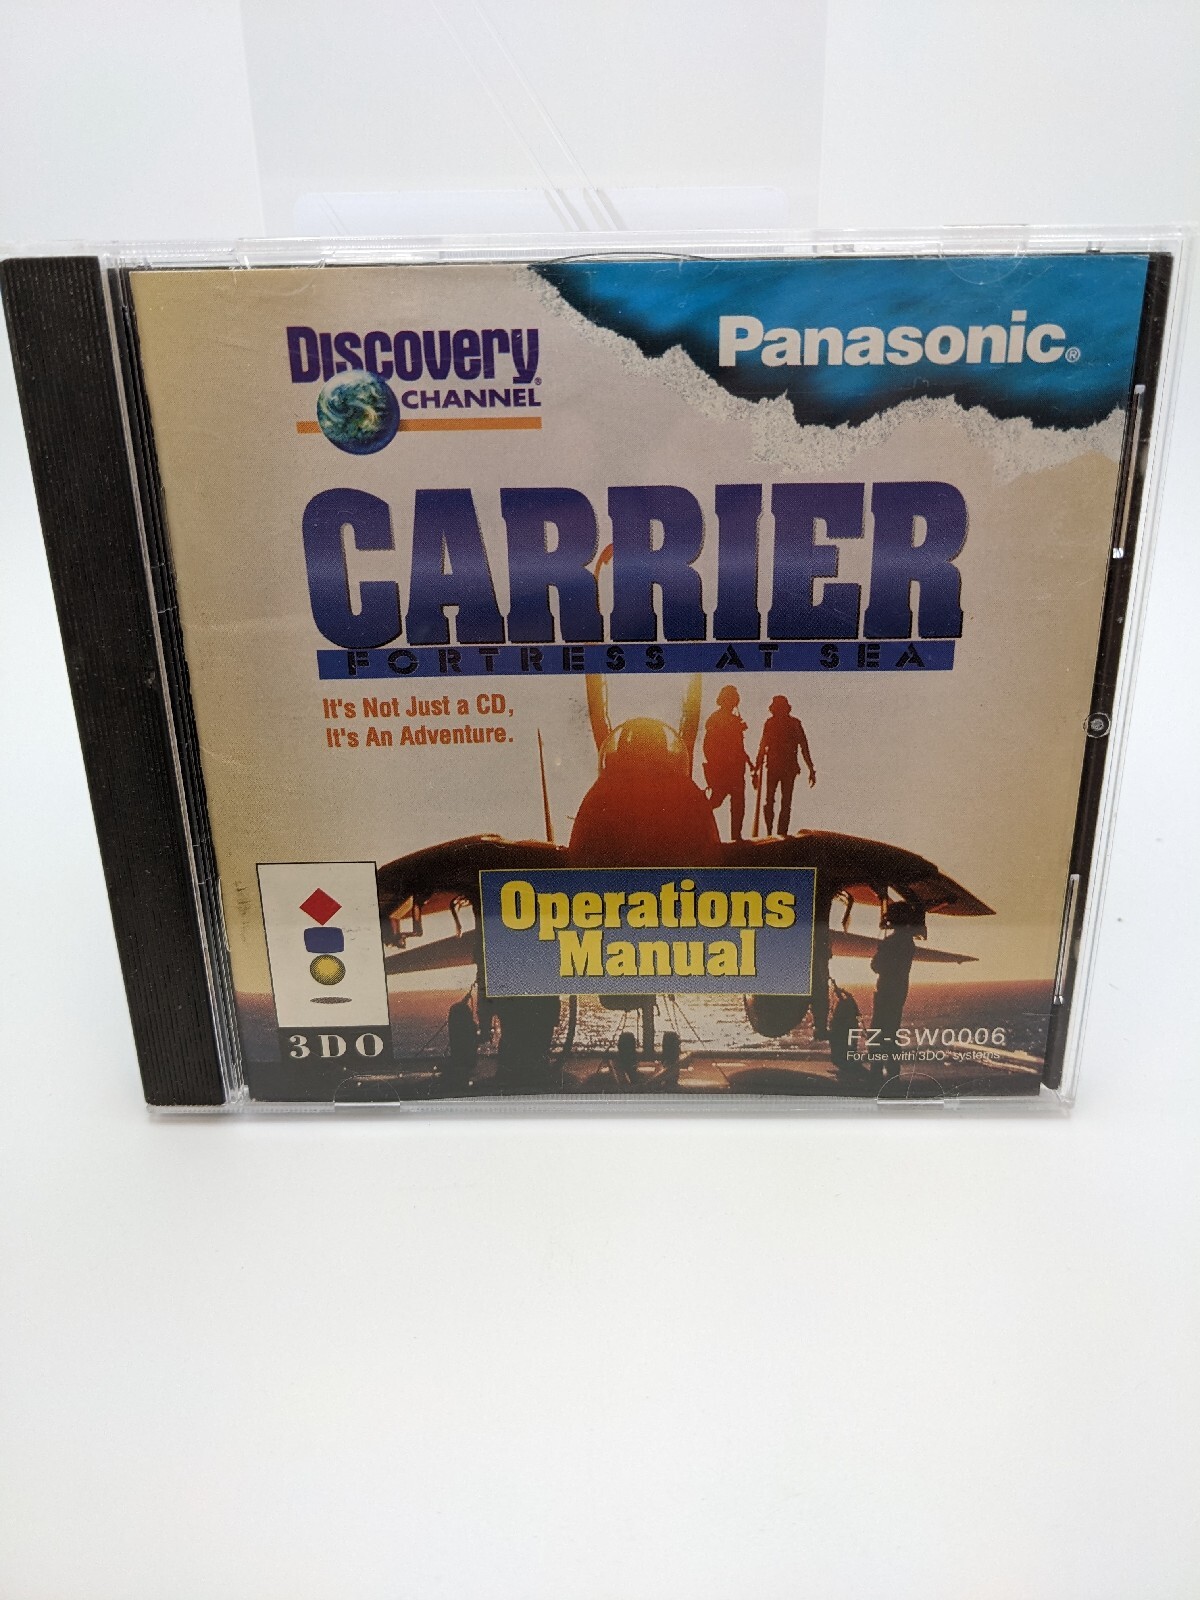 Discovery®
CHANNEL
Panasonic®
CARRIER
FORTRESS AT SEA
It's Not Just a CD,
It's An Adventure.
Operations
Manual
3DO
FZ-SW0006
For use with 3DO™ systems